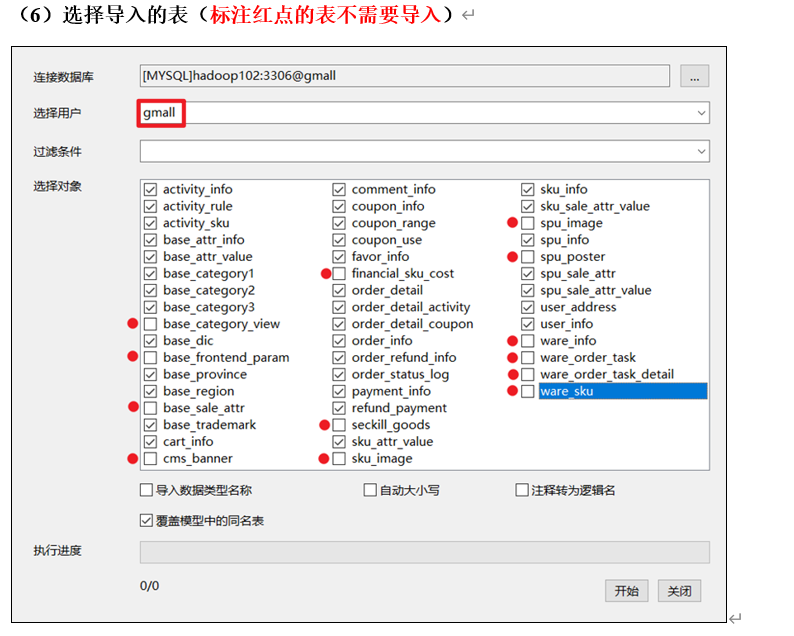 （6）选择导入的表（标注红点的表不需要导入）
连接数据库 [MYSQL]hadoop102:3306@gmall ...
选择用户 gmall
过滤条件
选择对象
activity_info
activity_rule
activity_sku
base_attr_info
base_attr_value
base_category1
base_category2
base_category3
base_category_view
base_dic
base_frontend_param
base_province
base_region
base_sale_attr
base_trademark
cart_info
cms_banner
comment_info
coupon_info
coupon_range
coupon_use
favor_info
financial_sku_cost
order_detail
order_detail_activity
order_detail_coupon
order_info
order_refund_info
order_status_log
payment_info
refund_payment
seckill_goods
sku_attr_value
sku_image
sku_info
sku_sale_attr_value
spu_image
spu_info
spu_poster
spu_sale_attr
spu_sale_attr_value
user_address
user_info
ware_info
ware_order_task
ware_order_task_detail
ware_sku
导入数据类型名称 自动大小写 注释转为逻辑名
覆盖模型中的同名表
执行进度
0/0 开始 关闭